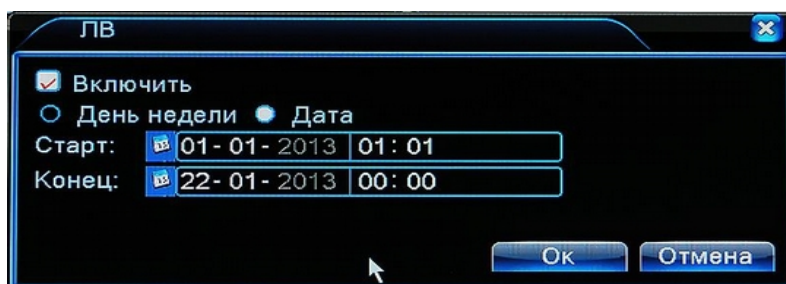 ЛВ
Включить
День недели Дата
Старт: 01-01-2013 01:01
Конец: 22-01-2013 00:00
Ок Отмена